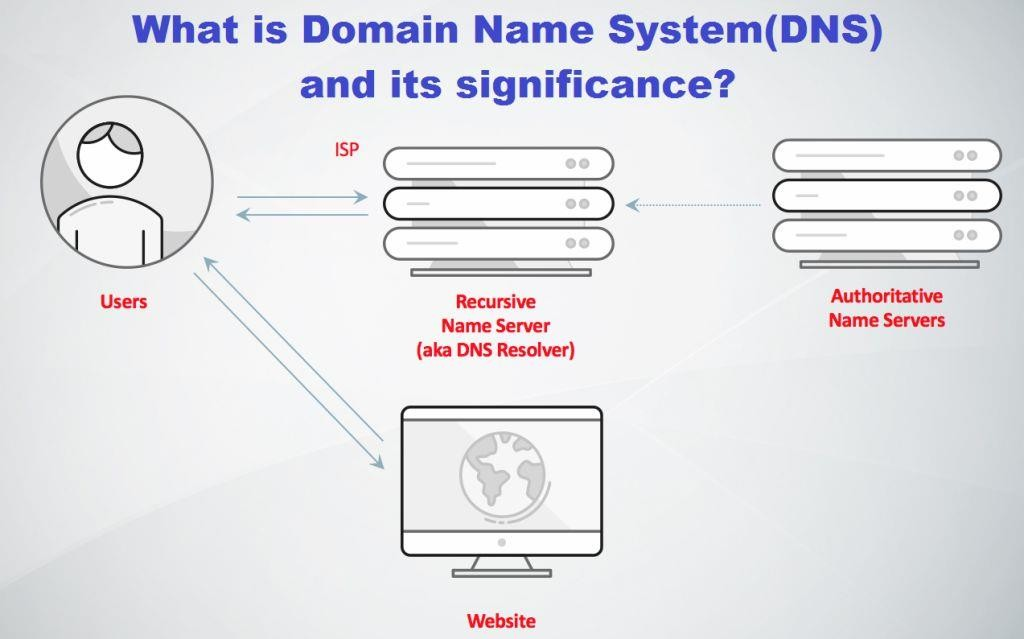 What is Domain Name System(DNS)
and its significance?
ISP
Users
Recursive
Name Server
(aka DNS Resolver)
Authoritative
Name Servers
Website